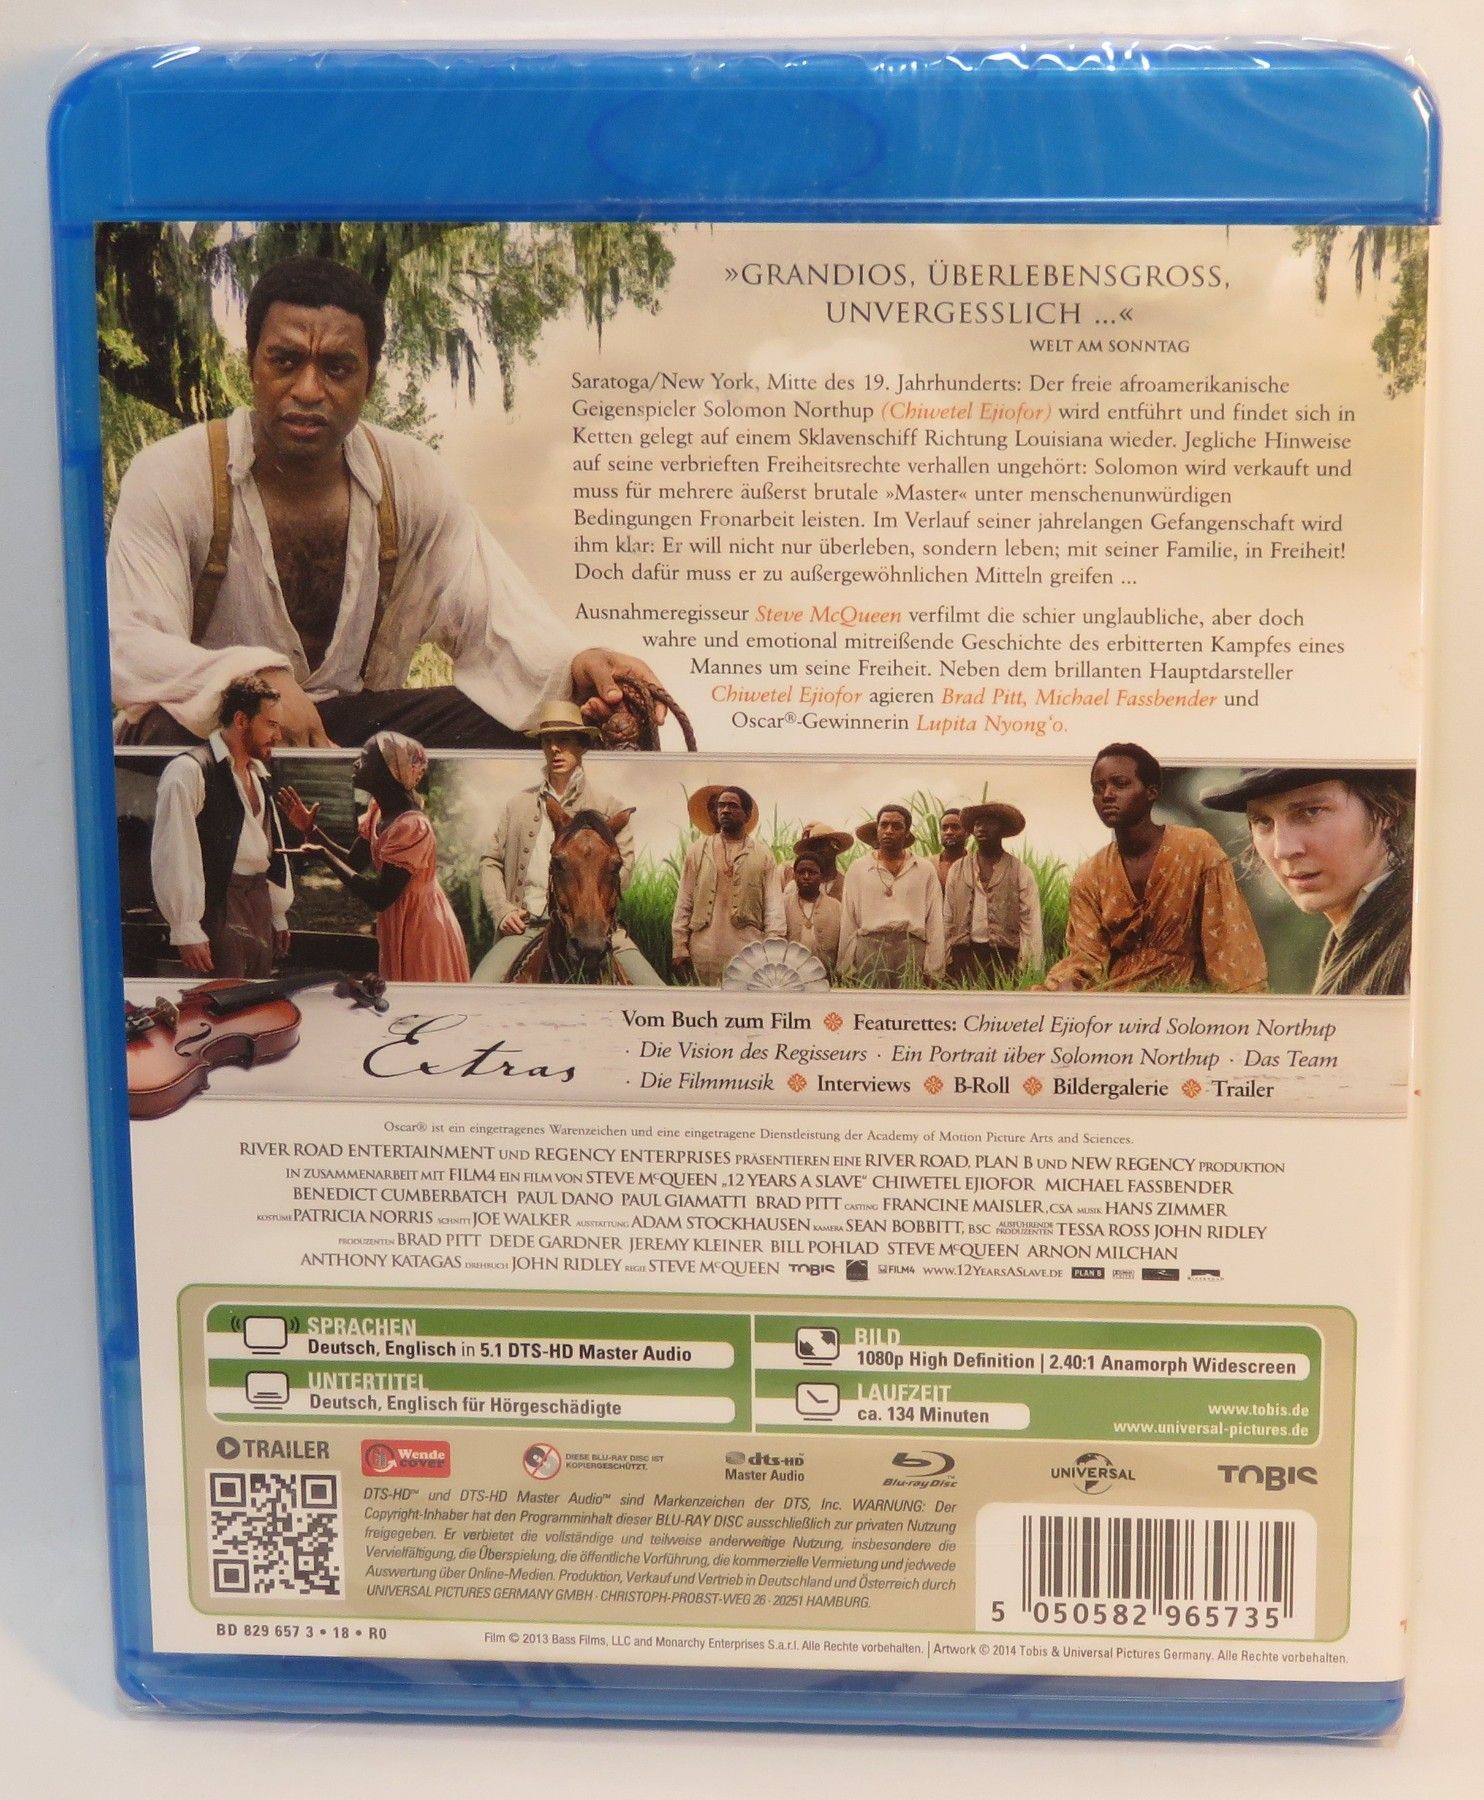 »GRANDIOS, ÜBERLEBENSGROSS,
UNVERGESSLICH ...«
WELT AM SONNTAG
Saratoga/New York, Mitte des 19. Jahrhunderts: Der freie afroamerikanische
Geigenspieler Solomon Northup (Chiwetel Ejiofor) wird entführt und findet sich in
Ketten gelegt auf einem Sklavenschiff Richtung Louisiana wieder. Jegliche Hinweise
auf seine verbrieften Freiheitsrechte verhallen ungehört: Solomon wird verkauft und
muss für mehrere äußerst brutale »Master« unter menschenunwürdigen
Bedingungen Fronarbeit leisten. Im Verlauf seiner jahrelangen Gefangenschaft wird
ihm klar: Er will nicht nur überleben, sondern leben; mit seiner Familie, in Freiheit!
Doch dafür muss er zu außergewöhnlichen Mitteln greifen ...
Ausnahmeregisseur Steve McQueen verfilmt die schier unglaubliche, aber doch
wahre und emotional mitreißende Geschichte des erbitterten Kampfes eines
Mannes um seine Freiheit. Neben dem brillanten Hauptdarsteller
Chiwetel Ejiofor agieren Brad Pitt, Michael Fassbender und
Oscar®-Gewinnerin Lupita Nyong‘o.
Extras
Vom Buch zum Film Featurettes: Chiwetel Ejiofor wird Solomon Northup
· Die Vision des Regisseurs · Ein Portrait über Solomon Northup · Das Team
· Die Filmmusik Interviews B-Roll Bildergalerie Trailer
Oscar® ist ein eingetragenes Warenzeichen und eine eingetragene Dienstleistung der Academy of Motion Picture Arts and Sciences.
RIVER ROAD ENTERTAINMENT UND REGENCY ENTERPRISES PRÄSENTIEREN EINE RIVER ROAD, PLAN B UND NEW REGENCY PRODUKTION
IN ZUSAMMENARBEIT MIT FILM4 EIN FILM VON STEVE McQUEEN „12 YEARS A SLAVE“ CHIWETEL EJIOFOR MICHAEL FASSBENDER
BENEDICT CUMBERBATCH PAUL DANO PAUL GIAMATTI BRAD PITT CASTING FRANCINE MAISLER, CSA MUSIK HANS ZIMMER
KOSTÜME PATRICIA NORRIS SCHNITT JOE WALKER AUSSTATTUNG ADAM STOCKHAUSEN KAMERA SEAN BOBBITT, BSC AUSFÜHRENDE PRODUZENTEN TESSA ROSS JOHN RIDLEY
PRODUZENTEN BRAD PITT DEDE GARDNER JEREMY KLEINER BILL POHLAD STEVE McQUEEN ARNON MILCHAN
ANTHONY KATAGAS DREHBUCH JOHN RIDLEY REGIE STEVE McQUEEN TOBIS FILM4 WWW.12YEARSASLAVE.DE PLAN B
SPRACHEN
Deutsch, Englisch in 5.1 DTS-HD Master Audio
UNTERTITEL
Deutsch, Englisch für Hörgeschädigte
BILD
1080p High Definition | 2.40:1 Anamorph Widescreen
LAUFZEIT
ca. 134 Minuten
www.tobis.de
www.universal-pictures.de
TRAILER
Wende
cover
DIESE BLU-RAY DISC IST
KOPIERGESCHÜTZT.
dts-HD
Master Audio
Blu-ray Disc
UNIVERSAL
TOBIS
DTS-HD™ und DTS-HD Master Audio™ sind Markenzeichen der DTS, Inc. WARNUNG: Der
Copyright-Inhaber hat den Programminhalt dieser BLU-RAY DISC ausschließlich zur privaten Nutzung
freigegeben. Er verbietet die vollständige und teilweise anderweitige Nutzung, insbesondere die
Vervielfältigung, die Überspielung, die öffentliche Vorführung, die kommerzielle Vermietung und jedwede
Auswertung über Online-Medien. Produktion, Verkauf und Vertrieb in Deutschland und Österreich durch
UNIVERSAL PICTURES GERMANY GMBH · CHRISTOPH-PROBST-WEG 26 · 20251 HAMBURG.
5 050582 965735
BD 829 657 3 • 18 • R0
Film © 2013 Bass Films, LLC and Monarchy Enterprises S.a.r.l. Alle Rechte vorbehalten. | Artwork © 2014 Tobis & Universal Pictures Germany. Alle Rechte vorbehalten.